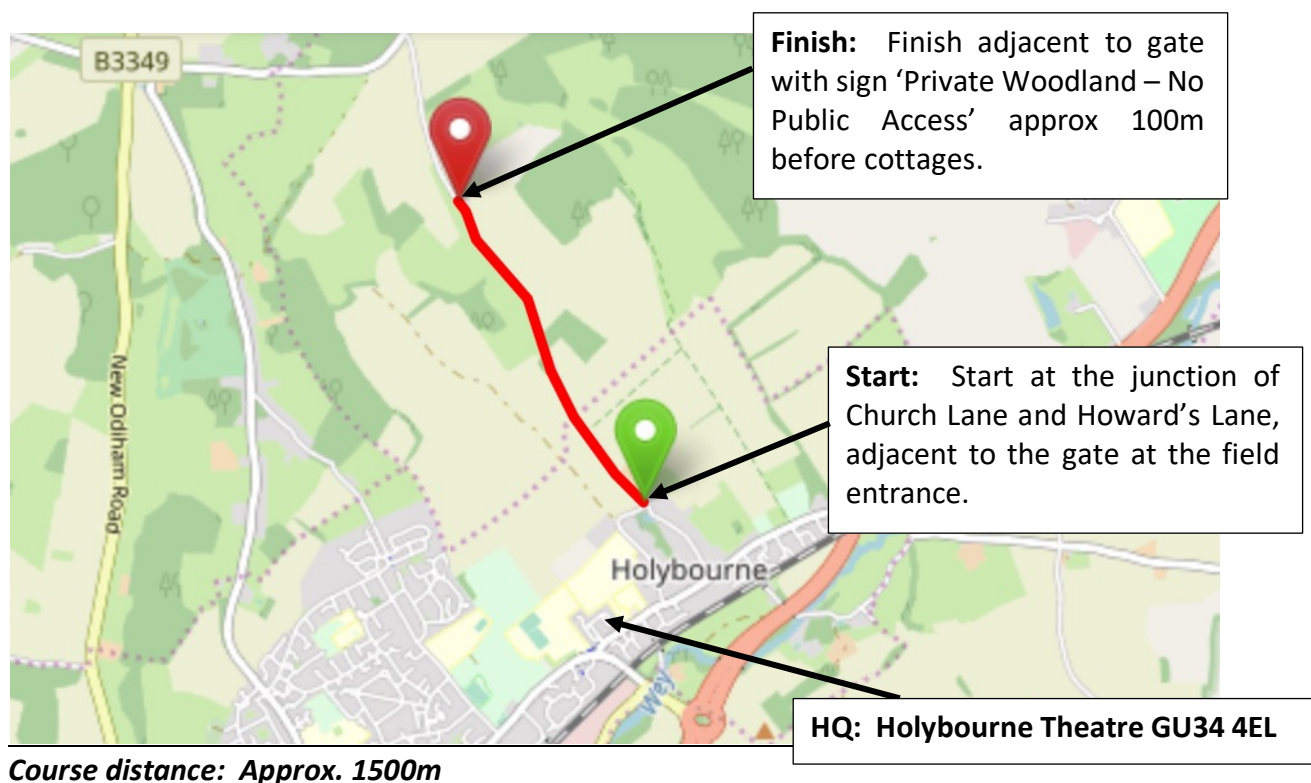 B3349
Finish: Finish adjacent to gate
with sign ‘Private Woodland – No
Public Access’ approx 100m
before cottages.
New Odiham Road
Start: Start at the junction of
Church Lane and Howard’s Lane,
adjacent to the gate at the field
entrance.
Holybourne
Wey
HQ: Holybourne Theatre GU34 4EL
Course distance: Approx. 1500m